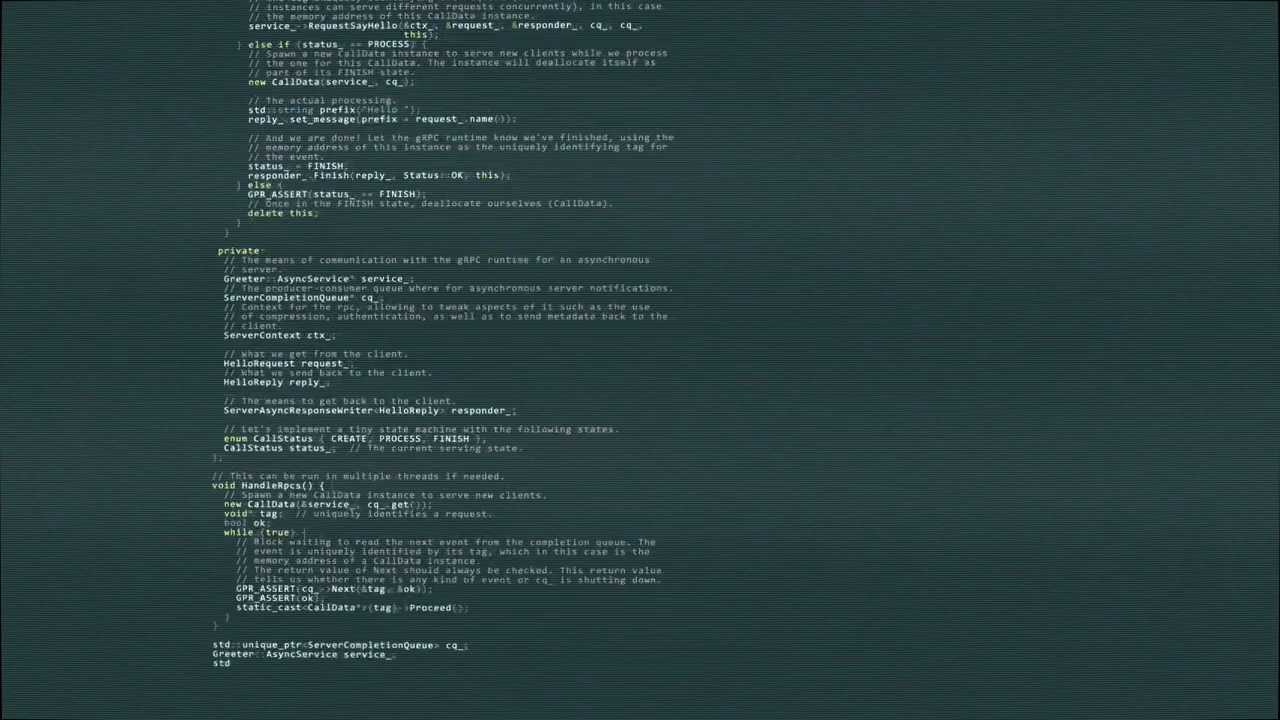 // instances can serve different requests concurrently), in this case
// the memory address of this CallData instance.
service_->RequestSayHello(&ctx_, &request_, &responder_, cq_, cq_,
this);
} else if (status_ == PROCESS) {
// Spawn a new CallData instance to serve new clients while we process
// the one for this CallData. The instance will deallocate itself as
// part of its FINISH state.
new CallData(service_, cq_);
// The actual processing.
std::string prefix("Hello ");
reply_.set_message(prefix + request_.name());
// And we are done! Let the gRPC runtime know we've finished, using the
// memory address of this instance as the uniquely identifying tag for
// the event.
status_ = FINISH;
responder_.Finish(reply_, Status::OK, this);
} else {
GPR_ASSERT(status_ == FINISH);
// Once in the FINISH state, deallocate ourselves (CallData).
delete this;
}
}
private:
// The means of communication with the gRPC runtime for an asynchronous
// server.
Greeter::AsyncService* service_;
// The producer-consumer queue where for asynchronous server notifications.
ServerCompletionQueue* cq_;
// Context for the rpc, allowing to tweak aspects of it such as the use
// of compression, authentication, as well as to send metadata back to the
// client.
ServerContext ctx_;
// What we get from the client.
HelloRequest request_;
// What we send back to the client.
HelloReply reply_;
// The means to get back to the client.
ServerAsyncResponseWriter<HelloReply> responder_;
// Let's implement a tiny state machine with the following states.
enum CallStatus { CREATE, PROCESS, FINISH };
CallStatus status_; // The current serving state.
};
// This can be run in multiple threads if needed.
void HandleRpcs() {
// Spawn a new CallData instance to serve new clients.
new CallData(&service_, cq_.get());
void* tag; // uniquely identifies a request.
bool ok;
while (true) {
// Block waiting to read the next event from the completion queue. The
// event is uniquely identified by its tag, which in this case is the
// memory address of a CallData instance.
// The return value of Next should always be checked. This return value
// tells us whether there is any kind of event or cq_ is shutting down.
GPR_ASSERT(cq_->Next(&tag, &ok));
GPR_ASSERT(ok);
static_cast<CallData*>(tag)->Proceed();
}
}
std::unique_ptr<ServerCompletionQueue> cq_;
Greeter::AsyncService service_;
std